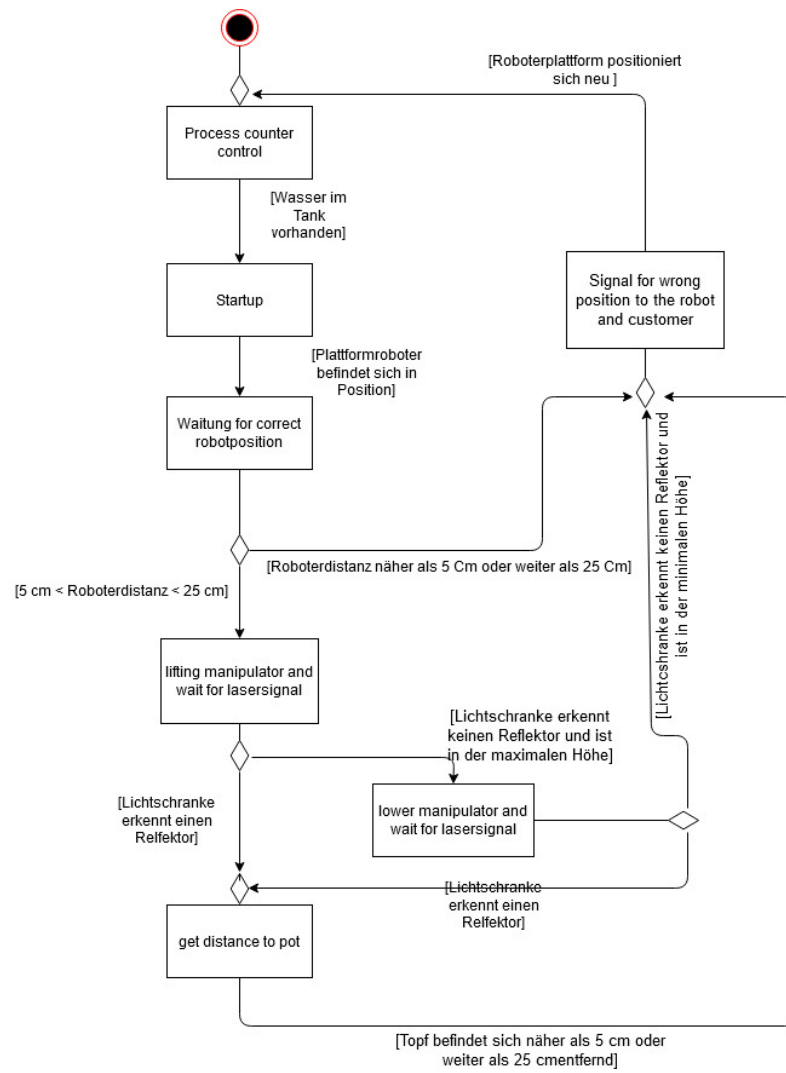 [Roboterplattform positioniert
sich neu ]
Process counter
control
[Wasser im
Tank
vorhanden]
Startup
Signal for wrong
position to the robot
and customer
[Plattformroboter
befindet sich in
Position]
Waitung for correct
robotposition
[Lichtcshranke erkennt keinen Reflektor und
ist in der minimalen Höhe]
[Roboterdistanz näher als 5 Cm oder weiter als 25 Cm]
[5 cm < Roboterdistanz < 25 cm]
lifting manipulator and
wait for lasersignal
[Lichtschranke erkennt
keinen Reflektor und ist
in der maximalen Höhe]
[Lichtschranke
erkennt einen
Relfektor]
lower manipulator and
wait for lasersignal
[Lichtschranke
erkennt einen
Relfektor]
get distance to pot
[Topf befindet sich näher als 5 cm oder
weiter als 25 cmentfernd]